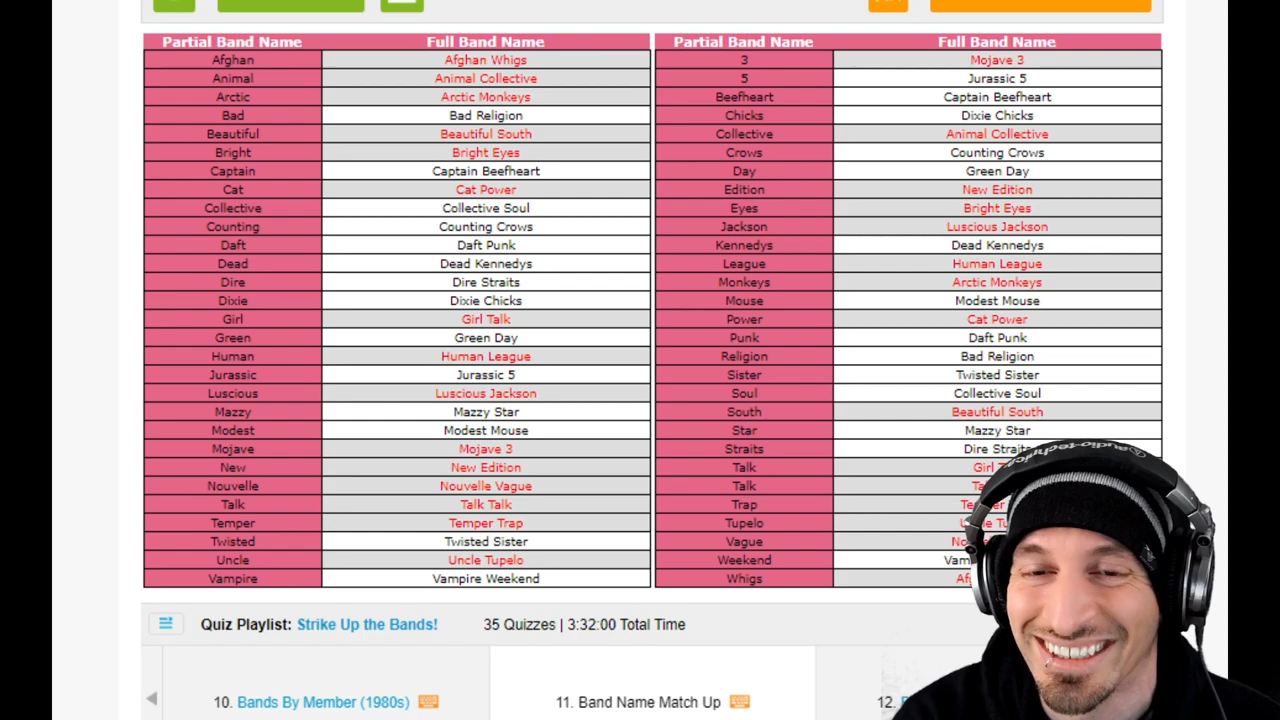 Partial Band Name Full Band Name Partial Band Name Full Band Name
Afghan Afghan Whigs 3 Mojave 3
Animal Animal Collective 5 Jurassic 5
Arctic Arctic Monkeys Beefheart Captain Beefheart
Bad Bad Religion Chicks Dixie Chicks
Beautiful Beautiful South Collective Animal Collective
Bright Bright Eyes Crows Counting Crows
Captain Captain Beefheart Day Green Day
Cat Cat Power Edition New Edition
Collective Collective Soul Eyes Bright Eyes
Counting Counting Crows Jackson Luscious Jackson
Daft Daft Punk Kennedys Dead Kennedys
Dead Dead Kennedys League Human League
Dire Dire Straits Monkeys Arctic Monkeys
Dixie Dixie Chicks Mouse Modest Mouse
Girl Girl Talk Power Cat Power
Green Green Day Punk Daft Punk
Human Human League Religion Bad Religion
Jurassic Jurassic 5 Sister Twisted Sister
Luscious Luscious Jackson Soul Collective Soul
Mazzy Mazzy Star South Beautiful South
Modest Modest Mouse Star Mazzy Star
Mojave Mojave 3 Straits Dire Straits
New New Edition Talk Girl
Nouvelle Nouvelle Vague Talk
Talk Talk Talk Trap
Temper Temper Trap Tupelo
Twisted Twisted Sister Vague
Uncle Uncle Tupelo Weekend
Vampire Vampire Weekend Whigs
audio-technica
Quiz Playlist: Strike Up the Bands! 35 Quizzes | 3:32:00 Total Time
10. Bands By Member (1980s) 11. Band Name Match Up 12.